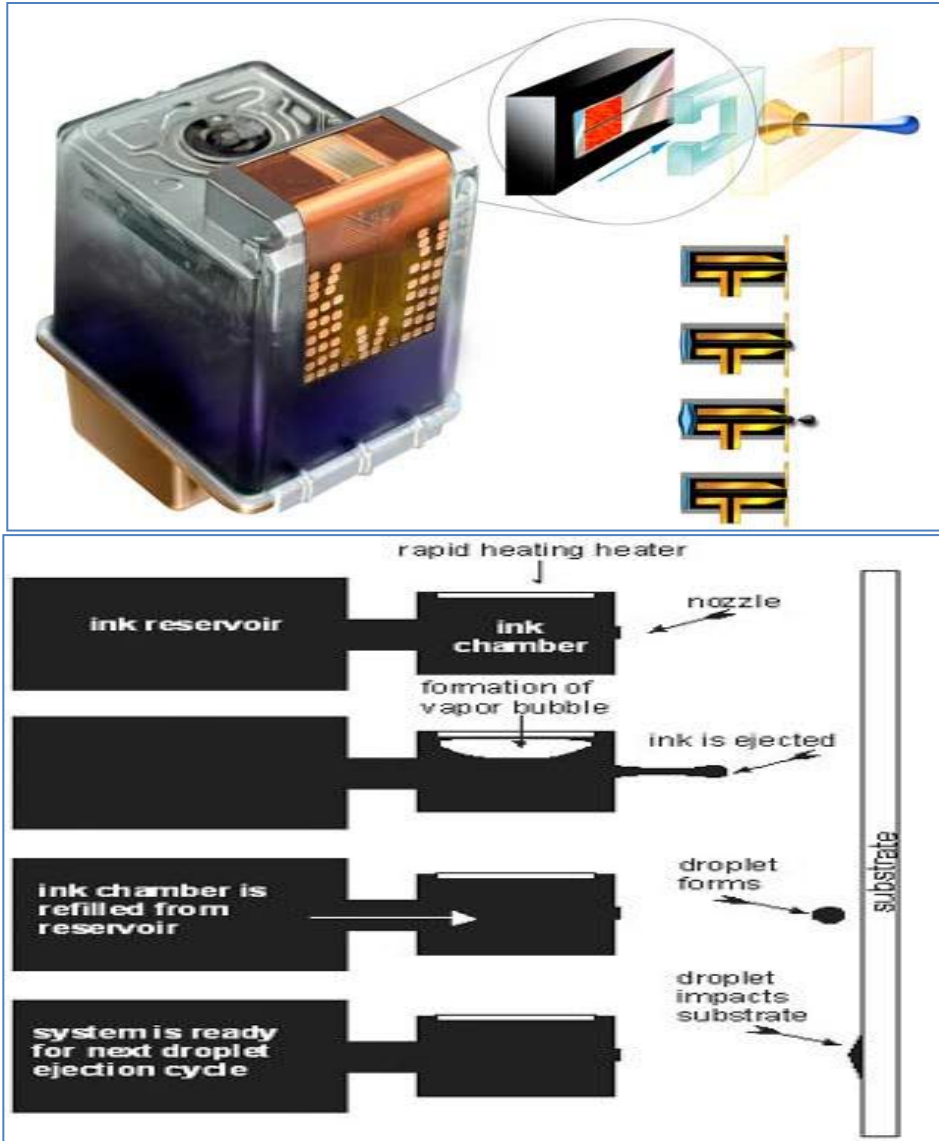 rapid heating heater
nozzle
ink reservoir
ink
chamber
formation of
vapor bubble
ink is ejected
substrate
droplet
forms
ink chamber is
refilled from
reservoir
droplet
impacts
substrate
system is ready
for next droplet
ejection cycle